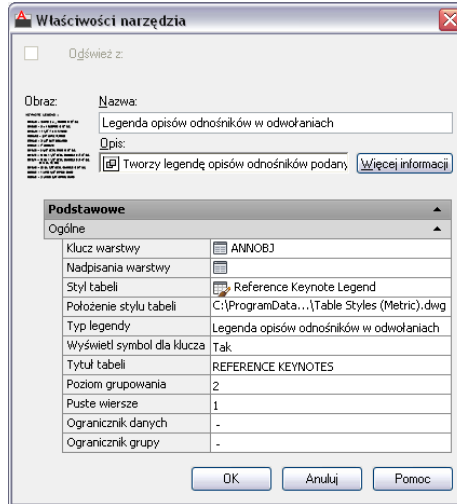 Właściwości narzędzia
Odśwież z:
Obraz:
Nazwa:
Legenda opisów odnośników w odwołaniach
Opis:
Tworzy legendę opisów odnośników podany
Więcej informacji
Podstawowe
Ogólne
Klucz warstwy ANNOBJ
Nadpisania warstwy
Styl tabeli Reference Keynote Legend
Położenie stylu tabeli C:\ProgramData...\Table Styles (Metric).dwg
Typ legendy Legenda opisów odnośników w odwołaniach
Wyświetl symbol dla klucza Tak
Tytuł tabeli REFERENCE KEYNOTES
Poziom grupowania 2
Puste wiersze 1
Ogranicznik danych -
Ogranicznik grupy -
OK Anuluj Pomoc